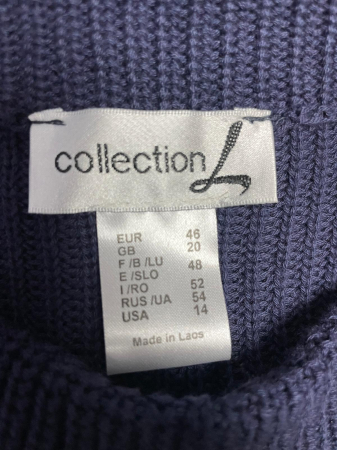 collection L
EUR 46
GB 20
F /B /LU 48
E /SLO
I /RO 52
RUS /UA 54
USA 14
Made in Laos